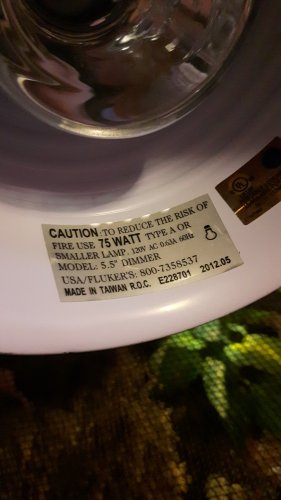 CAUTION: TO REDUCE THE RISK OF
FIRE USE 75 WATT TYPE A OR
SMALLER LAMP. 120V AC 0.63A 60Hz
MODEL: 5.5" DIMMER
USA/FLUKER'S: 800-7358537
MADE IN TAIWAN R.O.C. E228701 2012.05
UL